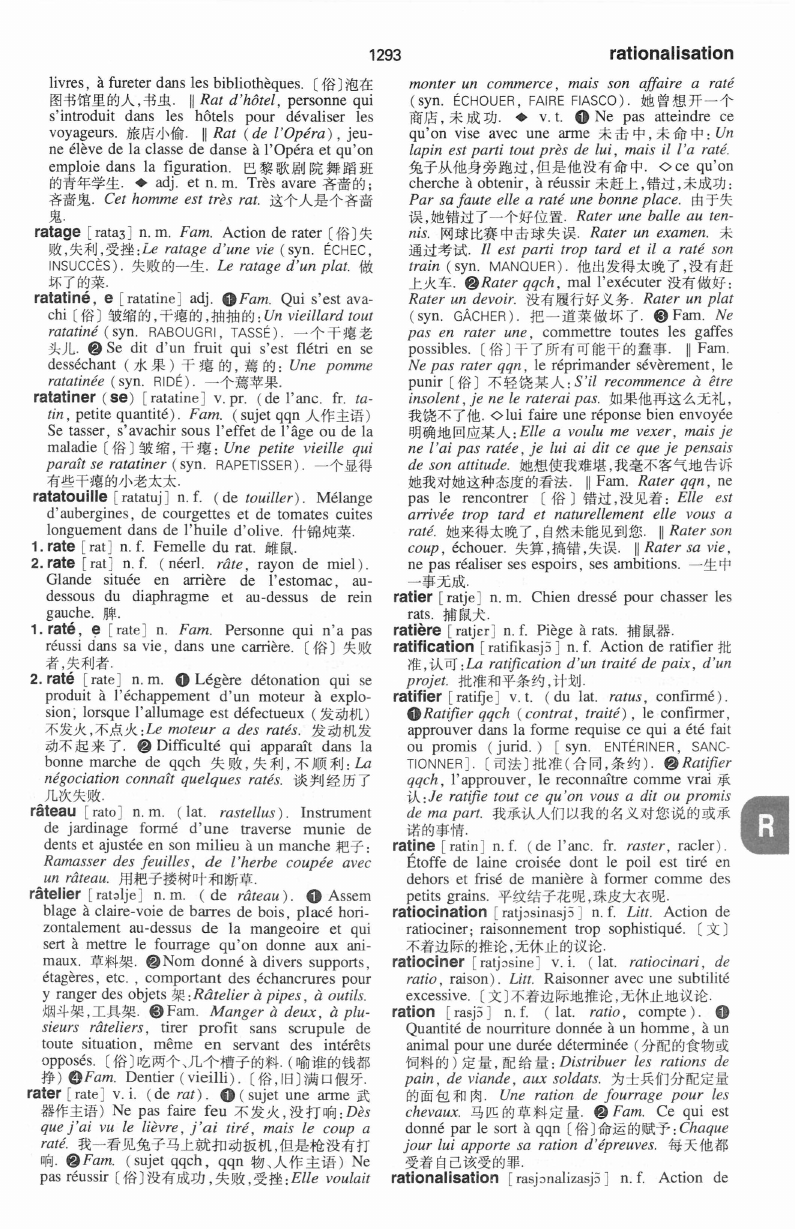 1293
rationalisation
livres, à fureter dans les bibliothèques. 〔俗〕泡在
图书馆里的人,书虫. ‖ Rat d'hôtel, personne qui
s'introduit dans les hôtels pour dévaliser les
voyageurs. 旅店小偷. ‖ Rat (de l'Opéra), jeu-
ne élève de la classe de danse à l'Opéra et qu'on
emploie dans la figuration. 巴黎歌剧院舞蹈班
的青年学生. ◆ adj. et n. m. Très avare 吝啬的;
吝啬鬼. Cet homme est très rat. 这个人是个吝啬
鬼.
ratage [rataʒ] n. m. Fam. Action de rater〔俗〕失
败,失利,受挫:Le ratage d'une vie (syn. ÉCHEC,
INSUCCÈS). 失败的一生. Le ratage d'un plat. 做
坏了的菜.
ratatiné, e [ratatine] adj. ❶Fam. Qui s'est ava-
chi〔俗〕皱缩的,干瘪的,抽抽的:Un vieillard tout
ratatiné (syn. RABOUGRI, TASSÉ). 一个干瘪老
头儿. ❷ Se dit d'un fruit qui s'est flétri en se
desséchant (水果) 干瘪的, 蔫的: Une pomme
ratatinée (syn. RIDÉ). 一个蔫苹果.
ratatiner (se) [ratatine] v. pr. (de l'anc. fr. ta-
tin, petite quantité). Fam. (sujet qqn 人作主语)
Se tasser, s'avachir sous l'effet de l'âge ou de la
maladie〔俗〕皱缩,干瘪: Une petite vieille qui
paraît se ratatiner (syn. RAPETISSER). 一个显得
有些干瘪的小老太太.
ratatouille [ratatuj] n. f. (de touiller). Mélange
d'aubergines, de courgettes et de tomates cuites
longuement dans de l'huile d'olive. 什锦炖菜.
1. rate [rat] n. f. Femelle du rat. 雌鼠.
2. rate [rat] n. f. (néerl. râte, rayon de miel).
Glande située en arrière de l'estomac, au-
dessous du diaphragme et au-dessus de rein
gauche. 脾.
1. raté, e [rate] n. Fam. Personne qui n'a pas
réussi dans sa vie, dans une carrière. 〔俗〕失败
者,失利者.
2. raté [rate] n. m. ❶ Légère détonation qui se
produit à l'échappement d'un moteur à explo-
sion, lorsque l'allumage est défectueux (发动机)
不发火,不点火:Le moteur a des ratés. 发动机发
动不起来了. ❷ Difficulté qui apparaît dans la
bonne marche de qqch 失败,失利,不顺利: La
négociation connaît quelques ratés. 谈判经历了
几次失败.
râteau [rato] n. m. (lat. rastellus). Instrument
de jardinage formé d'une traverse munie de
dents et ajustée en son milieu à un manche 耙子:
Ramasser des feuilles, de l'herbe coupée avec
un râteau. 用耙子搂树叶和断草.
râtelier [ratəlje] n. m. (de râteau). ❶ Assem
blage à claire-voie de barres de bois, placé hori-
zontalement au-dessus de la mangeoire et qui
sert à mettre le fourrage qu'on donne aux ani-
maux. 草料架. ❷Nom donné à divers supports,
étagères, etc. , comportant des échancrures pour
y ranger des objets 架:Râtelier à pipes, à outils.
烟斗架,工具架. ❸ Fam. Manger à deux, à plu-
sieurs râteliers, tirer profit sans scrupule de
toute situation, même en servant des intérêts
opposés. 〔俗〕吃两个、几个槽子的料. (喻谁的钱都
挣) ❹Fam. Dentier (vieilli). 〔俗,旧〕满口假牙.
rater [rate] v. i. (de rat). ❶(sujet une arme 武
器作主语) Ne pas faire feu 不发火,没打响:Dès
que j'ai vu le lièvre, j'ai tiré, mais le coup a
raté. 我一看见兔子马上就扣动扳机,但是枪没有打
响. ❷Fam. (sujet qqch, qqn 物、人作主语) Ne
pas réussir〔俗〕没有成功,失败,受挫:Elle voulait
monter un commerce, mais son affaire a raté
(syn. ÉCHOUER, FAIRE FIASCO). 她曾想开一个
商店,未成功. ◆ v. t. ❶ Ne pas atteindre ce
qu'on vise avec une arme 未击中,未命中: Un
lapin est parti tout près de lui, mais il l'a raté.
兔子从他身旁跑过,但是他没有命中. ◇ce qu'on
cherche à obtenir, à réussir 未赶上,错过,未成功:
Par sa faute elle a raté une bonne place. 由于失
误,她错过了一个好位置. Rater une balle au ten-
nis. 网球比赛中击球失误. Rater un examen. 未
通过考试. Il est parti trop tard et il a raté son
train (syn. MANQUER). 他出发得太晚了,没有赶
上火车. ❷Rater qqch, mal l'exécuter 没有做好:
Rater un devoir. 没有履行好义务. Rater un plat
(syn. GÂCHER). 把一道菜做坏了. ❸ Fam. Ne
pas en rater une, commettre toutes les gaffes
possibles. 〔俗〕干了所有可能干的蠢事. ‖ Fam.
Ne pas rater qqn, le réprimander sévèrement, le
punir〔俗〕不轻饶某人:S'il recommence à être
insolent, je ne le raterai pas. 如果他再这么无礼,
我饶不了他. ◇lui faire une réponse bien envoyée
明确地回应某人:Elle a voulu me vexer, mais je
ne l'ai pas ratée, je lui ai dit ce que je pensais
de son attitude. 她想使我难堪,我毫不客气地告诉
她我对她这种态度的看法. ‖ Fam. Rater qqn, ne
pas le rencontrer〔俗〕错过,没见着: Elle est
arrivée trop tard et naturellement elle vous a
raté. 她来得太晚了,自然未能见到您. ‖ Rater son
coup, échouer. 失算,搞错,失误. ‖ Rater sa vie,
ne pas réaliser ses espoirs, ses ambitions. 一生中
一事无成.
ratier [ratje] n. m. Chien dressé pour chasser les
rats. 捕鼠犬.
ratière [ratjɛr] n. f. Piège à rats. 捕鼠器.
ratification [ratifikasjɔ̃] n. f. Action de ratifier 批
准,认可:La ratification d'un traité de paix, d'un
projet. 批准和平条约,计划.
ratifier [ratifje] v. t. (du lat. ratus, confirmé).
❶Ratifier qqch (contrat, traité), le confirmer,
approuver dans la forme requise ce qui a été fait
ou promis (jurid.) [syn. ENTÉRINER, SANC-
TIONNER]. 〔司法〕批准(合同,条约). ❷Ratifier
qqch, l'approuver, le reconnaître comme vrai 承
认:Je ratifie tout ce qu'on vous a dit ou promis
de ma part. 我承认人们以我的名义对您说的或承
诺的事情.
R
ratine [ratin] n. f. (de l'anc. fr. raster, racler).
Étoffe de laine croisée dont le poil est tiré en
dehors et frisé de manière à former comme des
petits grains. 平纹结子花呢,珠皮大衣呢.
ratiocination [ratjɔsinasjɔ̃] n. f. Litt. Action de
ratiociner; raisonnement trop sophistiqué. 〔文〕
不着边际的推论,无休止的议论.
ratiociner [ratjɔsine] v. i. (lat. ratiocinari, de
ratio, raison). Litt. Raisonner avec une subtilité
excessive. 〔文〕不着边际地推论,无休止地议论.
ration [rasjɔ̃] n. f. (lat. ratio, compte). ❶
Quantité de nourriture donnée à un homme, à un
animal pour une durée déterminée (分配的食物或
饲料的) 定量,配给量: Distribuer les rations de
pain, de viande, aux soldats. 为士兵们分配定量
的面包和肉. Une ration de fourrage pour les
chevaux. 马匹的草料定量. ❷ Fam. Ce qui est
donné par le sort à qqn〔俗〕命运的赋予:Chaque
jour lui apporte sa ration d'épreuves. 每天他都
受着自己该受的罪.
rationalisation [rasjɔnalizasjɔ̃] n. f. Action de